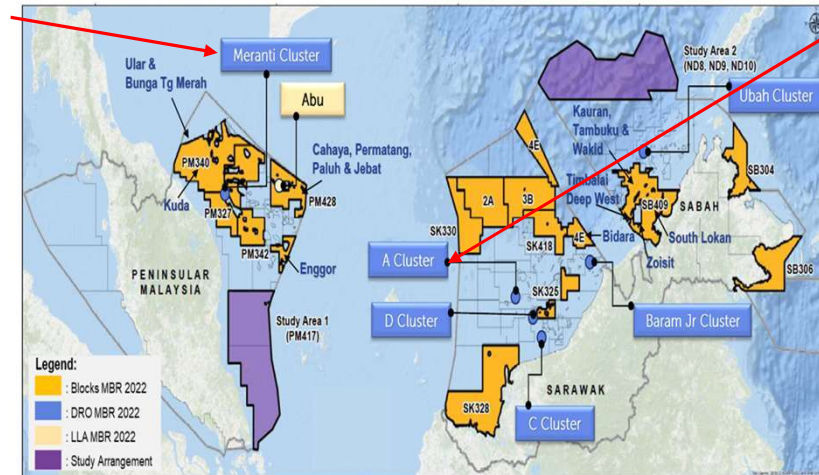 Meranti Cluster
Ular &
Bunga Tg Merah
Abu
Cahaya, Permatang,
Paluh & Jebat
PM340
PM428
Kuda
PM327
PM342
Enggor
PENINSULAR
MALAYSIA
Study Area 1
(PM417)
Study Area 2
(ND8, ND9, ND10)
Ubah Cluster
Kauran,
Tambuku &
Wakid
4E
SB304
Timbalai
Deep West
2A
3B
SB409
SABAH
SK330
SK418
4E
Bidara
South Lokan
Zoisit
SB306
A Cluster
SK325
D Cluster
Baram Jr Cluster
SARAWAK
SK328
C Cluster
Legend:
: Blocks MBR 2022
: DRO MBR 2022
: LLA MBR 2022
: Study Arrangement